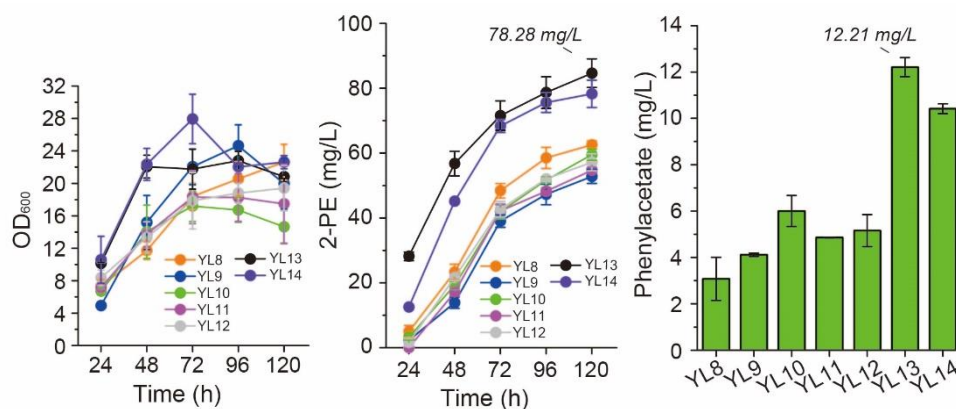 OD600
32
28
24
20
16
12
8
4
0
YL8
YL9
YL10
YL11
YL12
YL13
YL14
24 48 72 96 120
Time (h)
2-PE (mg/L)
100
80
60
40
20
0
78.28 mg/L
YL8
YL9
YL10
YL11
YL12
YL13
YL14
24 48 72 96 120
Time (h)
Phenylacetate (mg/L)
14
12
10
8
6
4
2
0
12.21 mg/L
YL8 YL9 YL10 YL11 YL12 YL13 YL14